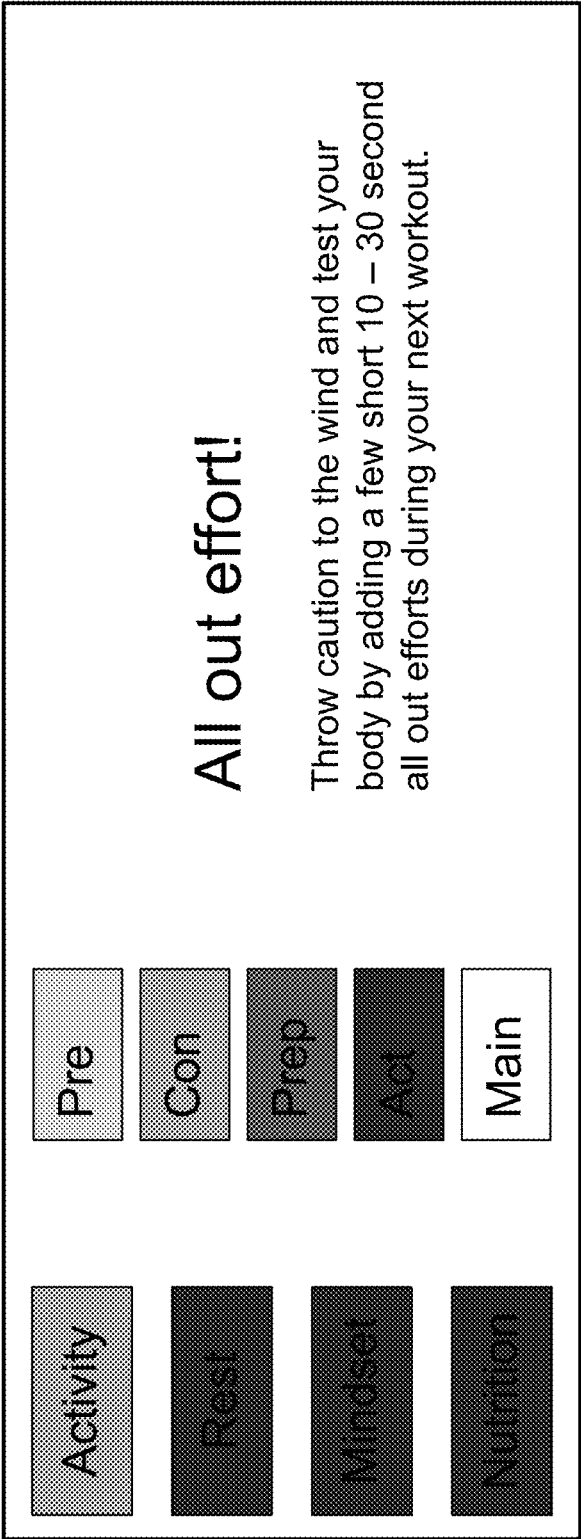 Activity
Rest
Mindset
Nutrition
Pre
Con
Prep
Act
Main
All out effort!
Throw caution to the wind and test your
body by adding a few short 10 – 30 second
all out efforts during your next workout.